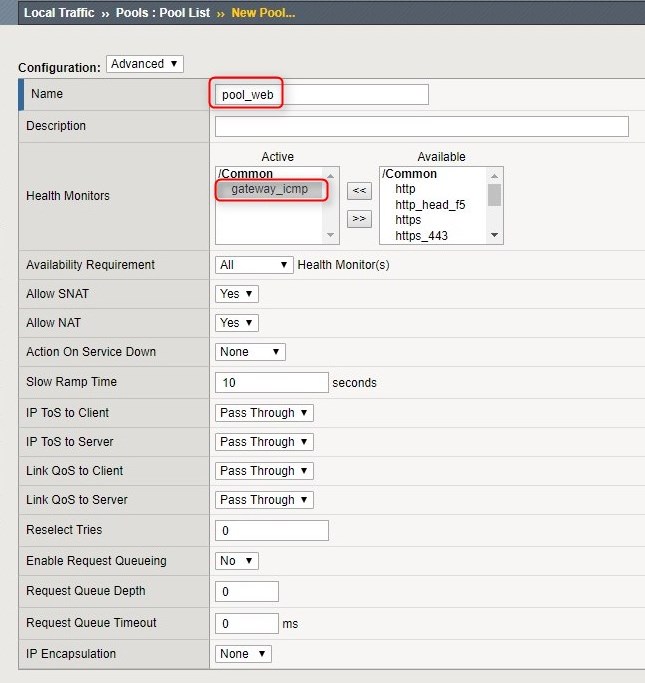 Local Traffic ›› Pools : Pool List ›› New Pool...
Configuration: Advanced
Name pool_web
Description
Active Available
/Common /Common
gateway_icmp << http
http_head_f5
Health Monitors https
>> https_443
Availability Requirement All Health Monitor(s)
Allow SNAT Yes
Allow NAT Yes
Action On Service Down None
Slow Ramp Time 10 seconds
IP ToS to Client Pass Through
IP ToS to Server Pass Through
Link QoS to Client Pass Through
Link QoS to Server Pass Through
Reselect Tries 0
Enable Request Queueing No
Request Queue Depth 0
Request Queue Timeout 0 ms
IP Encapsulation None